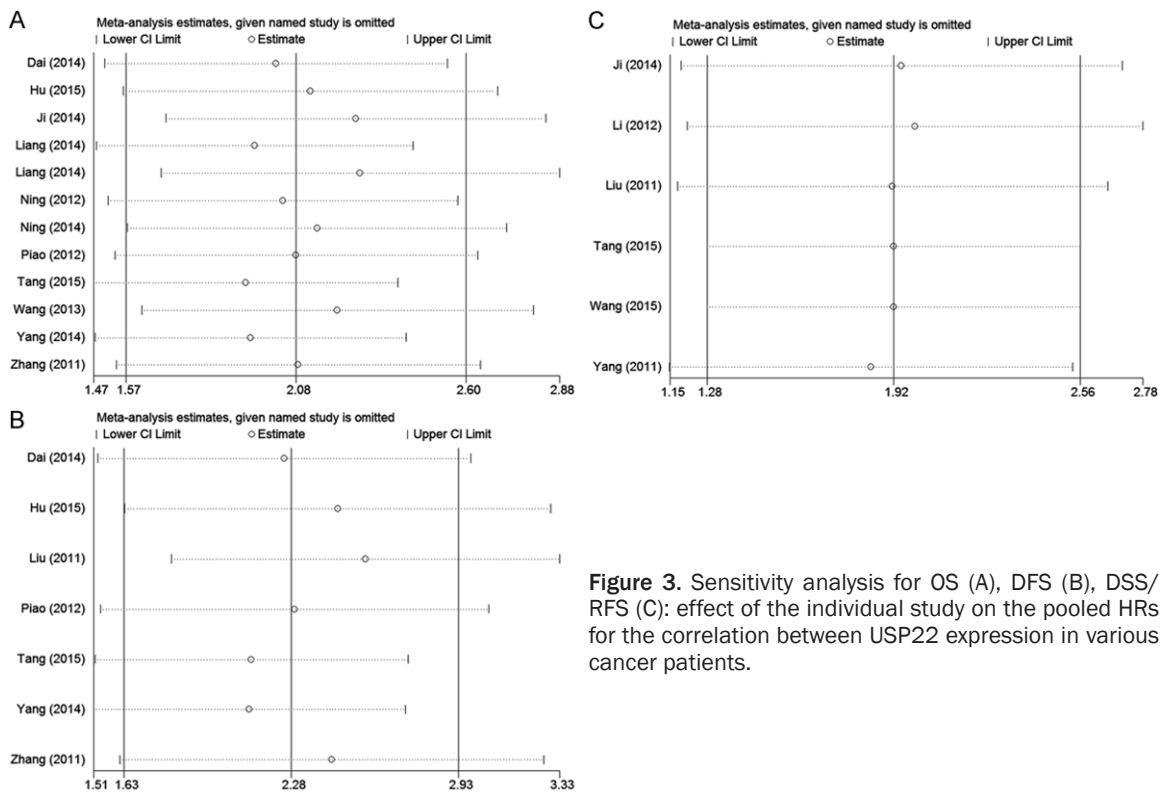 A
Meta-analysis estimates, given named study is omitted
| Lower CI Limit ○ Estimate | Upper CI Limit
Dai (2014)
Hu (2015)
Ji (2014)
Liang (2014)
Liang (2014)
Ning (2012)
Ning (2014)
Piao (2012)
Tang (2015)
Wang (2013)
Yang (2014)
Zhang (2011)
1.47 1.57 2.08 2.60 2.88
B
Meta-analysis estimates, given named study is omitted
| Lower CI Limit ○ Estimate | Upper CI Limit
Dai (2014)
Hu (2015)
Liu (2011)
Piao (2012)
Tang (2015)
Yang (2014)
Zhang (2011)
1.51 1.63 2.28 2.93 3.33
C
Meta-analysis estimates, given named study is omitted
| Lower CI Limit ○ Estimate | Upper CI Limit
Ji (2014)
Li (2012)
Liu (2011)
Tang (2015)
Wang (2015)
Yang (2011)
1.15 1.28 1.92 2.56 2.78
Figure 3. Sensitivity analysis for OS (A), DFS (B), DSS/
RFS (C): effect of the individual study on the pooled HRs
for the correlation between USP22 expression in various
cancer patients.